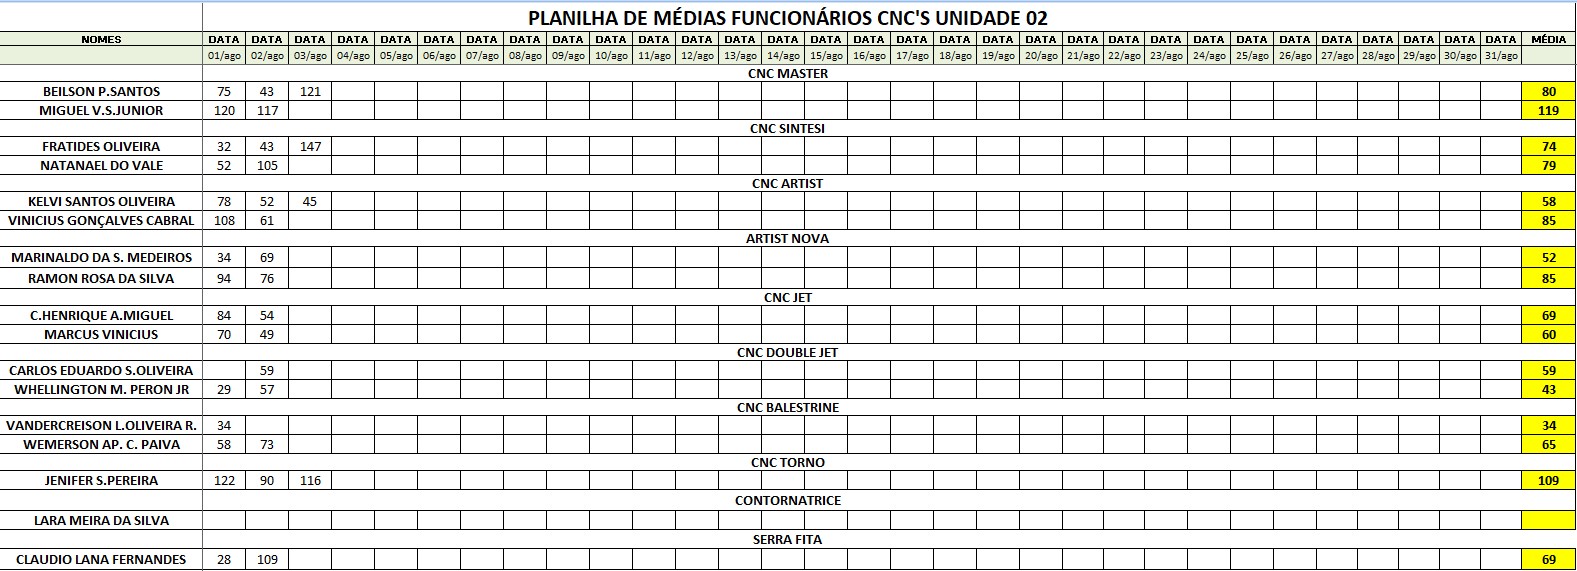 PLANILHA DE MÉDIAS FUNCIONÁRIOS CNC'S UNIDADE 02
NOMES DATA DATA DATA DATA DATA DATA DATA DATA DATA DATA DATA DATA DATA DATA DATA DATA DATA DATA DATA DATA DATA DATA DATA DATA DATA DATA DATA DATA DATA DATA DATA MÉDIA
01/ago 02/ago 03/ago 04/ago 05/ago 06/ago 07/ago 08/ago 09/ago 10/ago 11/ago 12/ago 13/ago 14/ago 15/ago 16/ago 17/ago 18/ago 19/ago 20/ago 21/ago 22/ago 23/ago 24/ago 25/ago 26/ago 27/ago 28/ago 29/ago 30/ago 31/ago
CNC MASTER
BEILSON P.SANTOS 75 43 121 80
MIGUEL V.S.JUNIOR 120 117 119
CNC SINTESI
FRATIDES OLIVEIRA 32 43 147 74
NATANAEL DO VALE 52 105 79
CNC ARTIST
KELVI SANTOS OLIVEIRA 78 52 45 58
VINICIUS GONÇALVES CABRAL 108 61 85
ARTIST NOVA
MARINALDO DA S. MEDEIROS 34 69 52
RAMON ROSA DA SILVA 94 76 85
CNC JET
C.HENRIQUE A.MIGUEL 84 54 69
MARCUS VINICIUS 70 49 60
CNC DOUBLE JET
CARLOS EDUARDO S.OLIVEIRA 59 59
WHELLINGTON M. PERON JR 29 57 43
CNC BALESTRINE
VANDERCREISON L.OLIVEIRA R. 34 34
WEMERSON AP. C. PAIVA 58 73 65
CNC TORNO
JENIFER S.PEREIRA 122 90 116 109
CONTORNATRICE
LARA MEIRA DA SILVA
SERRA FITA
CLAUDIO LANA FERNANDES 28 109 69